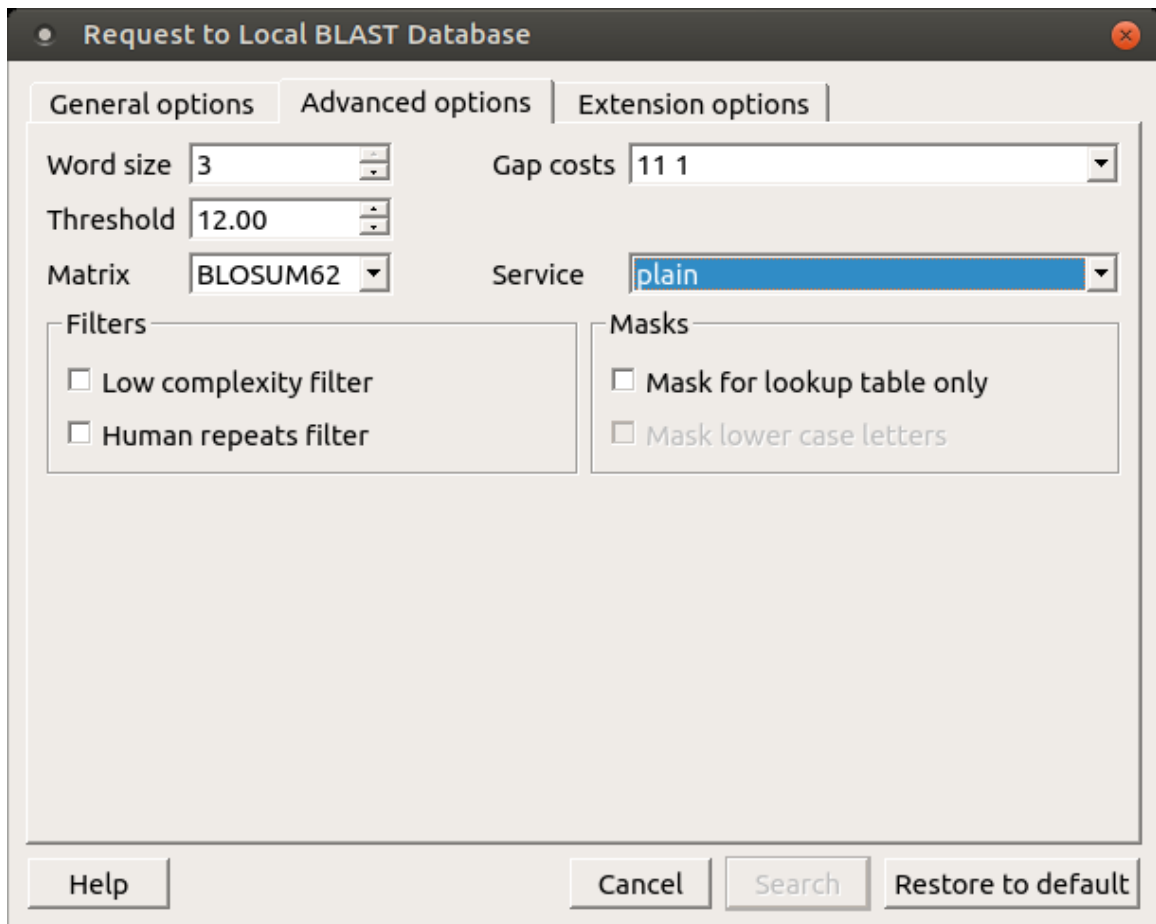 Request to Local BLAST Database
General options Advanced options Extension options
Word size 3 Gap costs 11 1
Threshold 12.00
Matrix BLOSUM62 Service plain
Filters Masks
Low complexity filter Mask for lookup table only
Human repeats filter Mask lower case letters
Help Cancel Search Restore to default